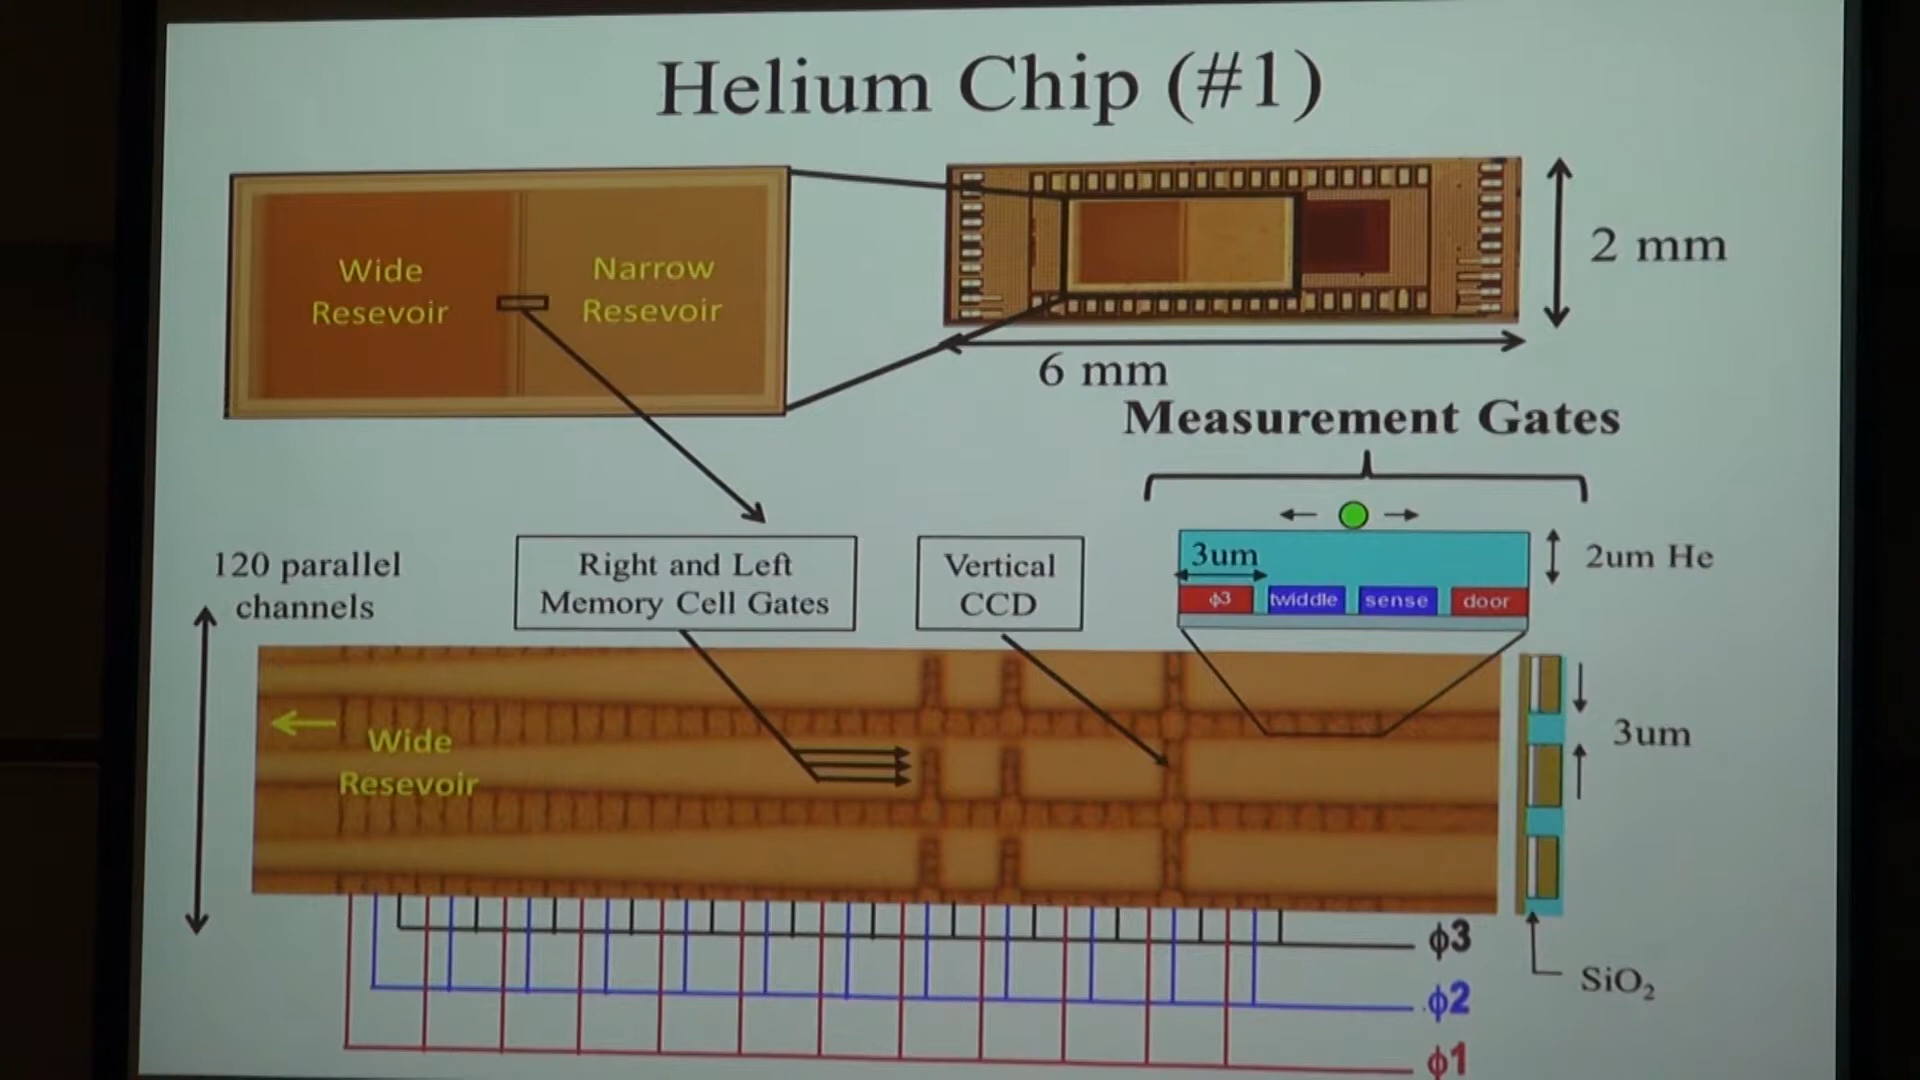 Helium Chip (#1)
Wide
Resevoir
Narrow
Resevoir
2 mm
6 mm
Measurement Gates
120 parallel
channels
Right and Left
Memory Cell Gates
Vertical
CCD
3um
2um He
ϕ3
twiddle
sense
door
Wide
Resevoir
3um
ϕ3
SiO₂
ϕ2
ϕ1